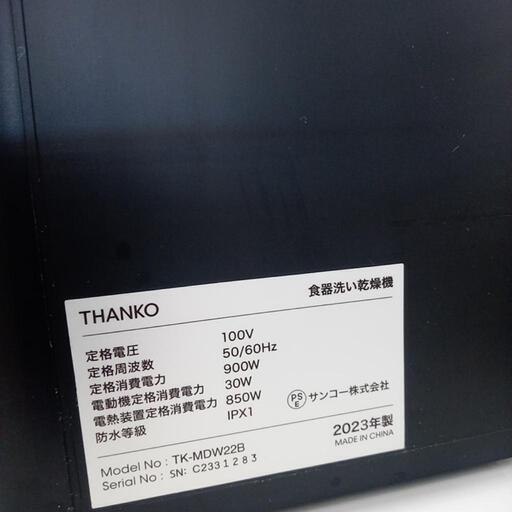 THANKO 食器洗い乾燥機
定格電圧 100V
定格周波数 50/60Hz
定格消費電力 900W
電動機定格消費電力 30W
電熱装置定格消費電力 850W
防水等級 IPX1
PSE サンコー株式会社
2023年製
MADE IN CHINA
Model No : TK-MDW22B
Serial No : SN: C2331283